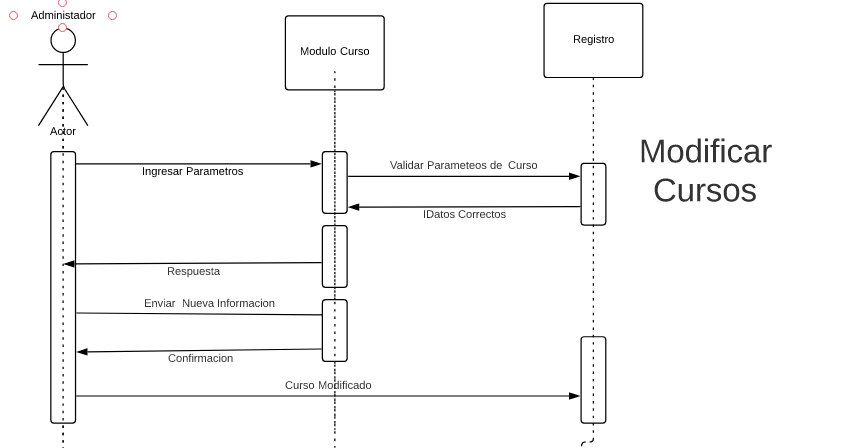 Administador
Modulo Curso
Registro
Actor
Modificar
Cursos
Ingresar Parametros
Validar Parameteos de Curso
IDatos Correctos
Respuesta
Enviar Nueva Informacion
Confirmacion
Curso Modificado